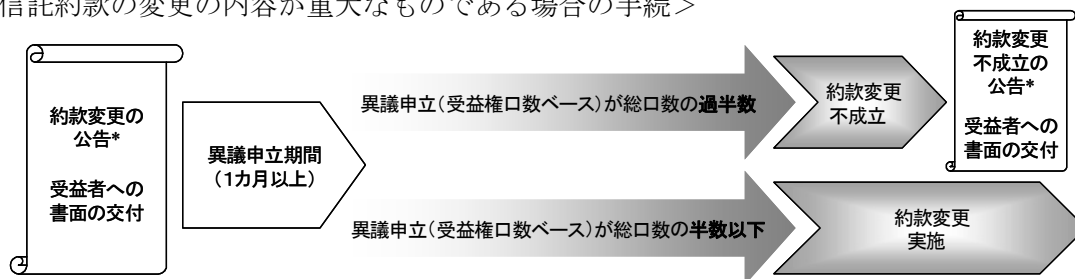 信託約款の変更の内容が重大なものである場合の手続＞
約款変更の
公告*
受益者への
書面の交付
異議申立期間
（1カ月以上）
異議申立（受益権口数ベース）が総口数の過半数
約款変更
不成立
約款変更
不成立の
公告*
受益者への
書面の交付
異議申立（受益権口数ベース）が総口数の半数以下
約款変更
実施